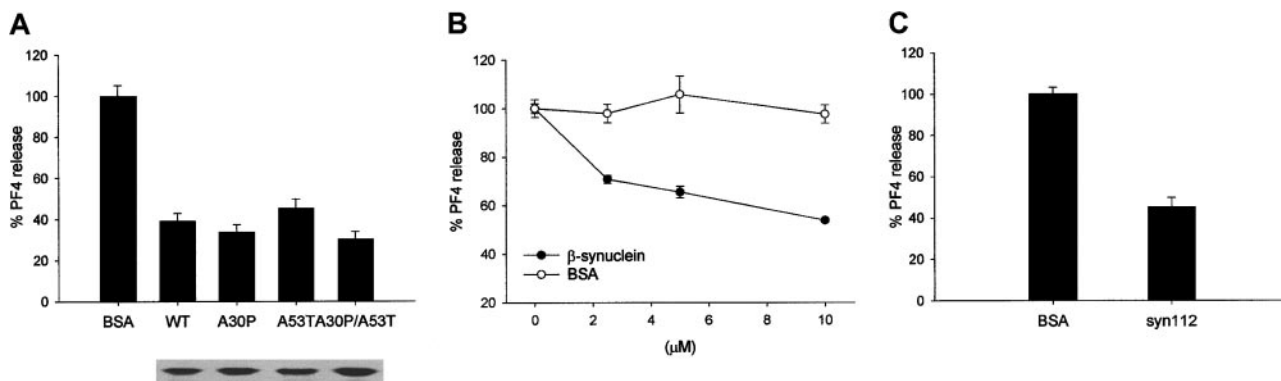 A
% PF4 release
120
100
80
60
40
20
0
BSA WT A30P A53TA30P/A53T
B
% PF4 release
120
100
80
60
40
20
β-synuclein
BSA
0 2 4 6 8 10
(μM)
C
% PF4 release
120
100
80
60
40
20
0
BSA syn112